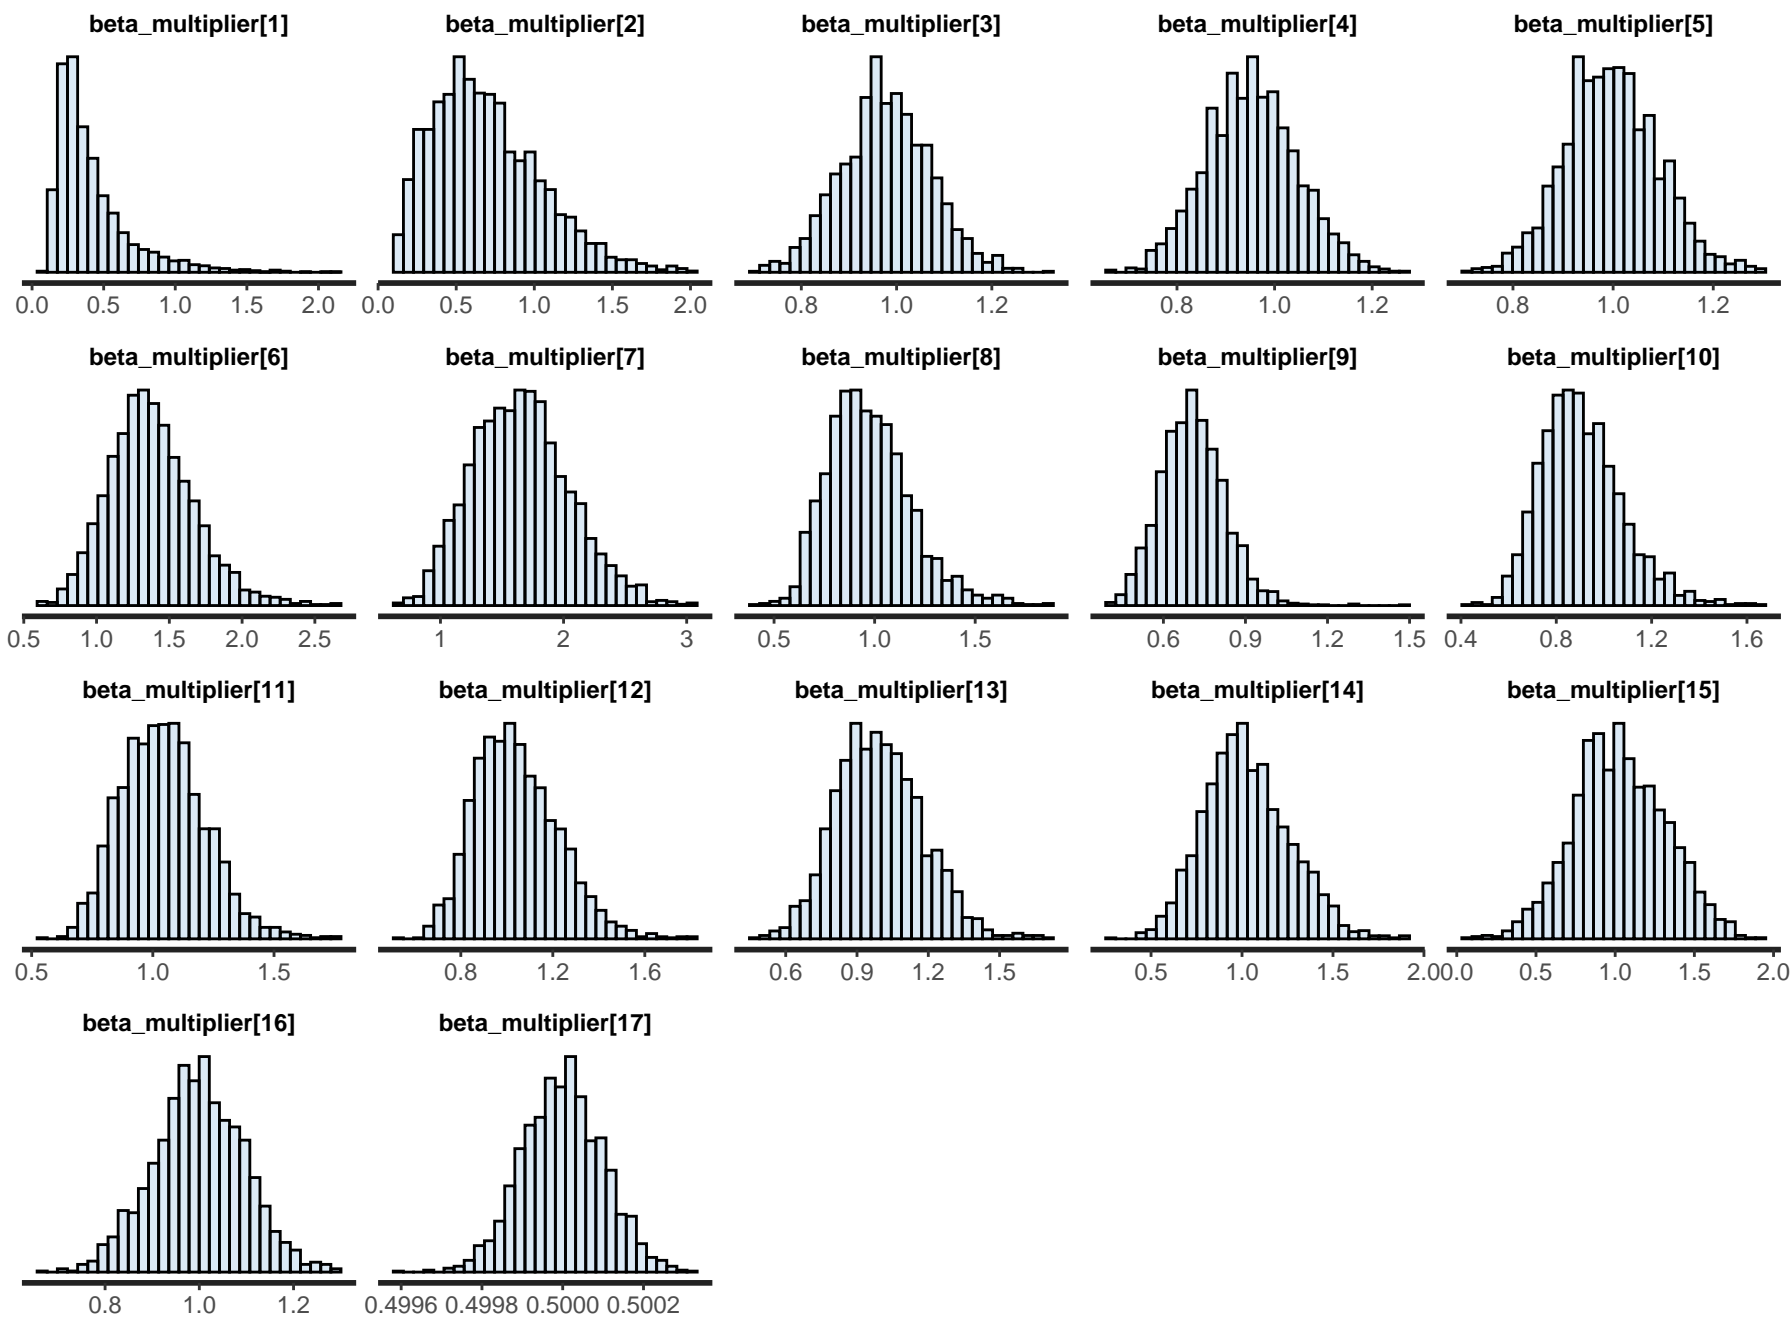 beta_multiplier[1] beta_multiplier[2] beta_multiplier[3] beta_multiplier[4] beta_multiplier[5]
0.0 0.5 1.0 1.5 2.0 0.0 0.5 1.0 1.5 2.0 0.8 1.0 1.2 0.8 1.0 1.2 0.8 1.0 1.2
beta_multiplier[6] beta_multiplier[7] beta_multiplier[8] beta_multiplier[9] beta_multiplier[10]
0.5 1.0 1.5 2.0 2.5 1 2 3 0.5 1.0 1.5 0.6 0.9 1.2 1.5 0.4 0.8 1.2 1.6
beta_multiplier[11] beta_multiplier[12] beta_multiplier[13] beta_multiplier[14] beta_multiplier[15]
0.5 1.0 1.5 0.8 1.2 1.6 0.6 0.9 1.2 1.5 0.5 1.0 1.5 2.0 0.0 0.5 1.0 1.5 2.0
beta_multiplier[16] beta_multiplier[17]
0.8 1.0 1.2 0.4996 0.4998 0.5000 0.5002